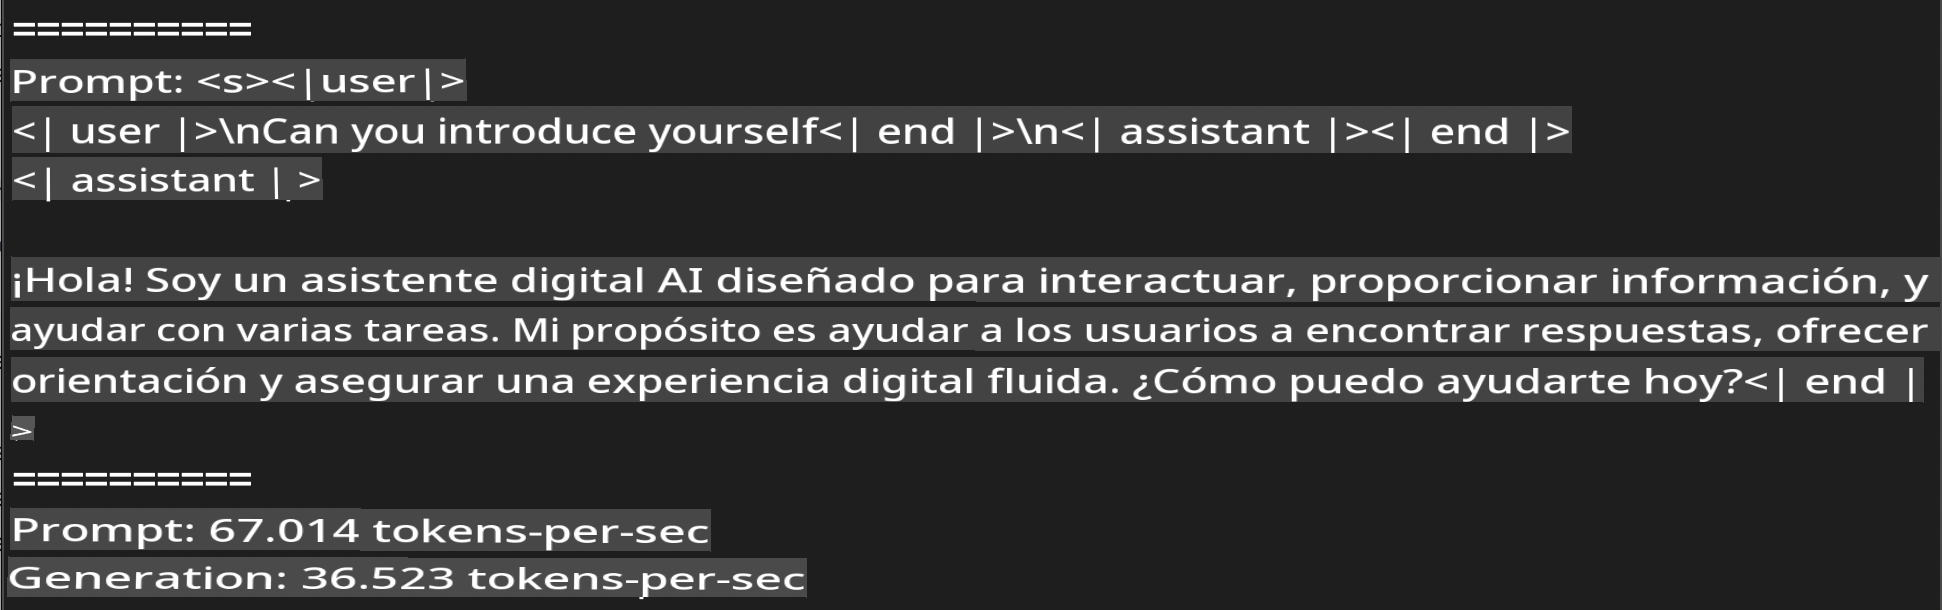 ==========
Prompt: <s><|user|>
<| user |>\nCan you introduce yourself<| end |>\n<| assistant |><| end |>
<| assistant | >
¡Hola! Soy un asistente digital AI diseñado para interactuar, proporcionar información, y
ayudar con varias tareas. Mi propósito es ayudar a los usuarios a encontrar respuestas, ofrecer
orientación y asegurar una experiencia digital fluida. ¿Cómo puedo ayudarte hoy?<| end |
>
==========
Prompt: 67.014 tokens-per-sec
Generation: 36.523 tokens-per-sec